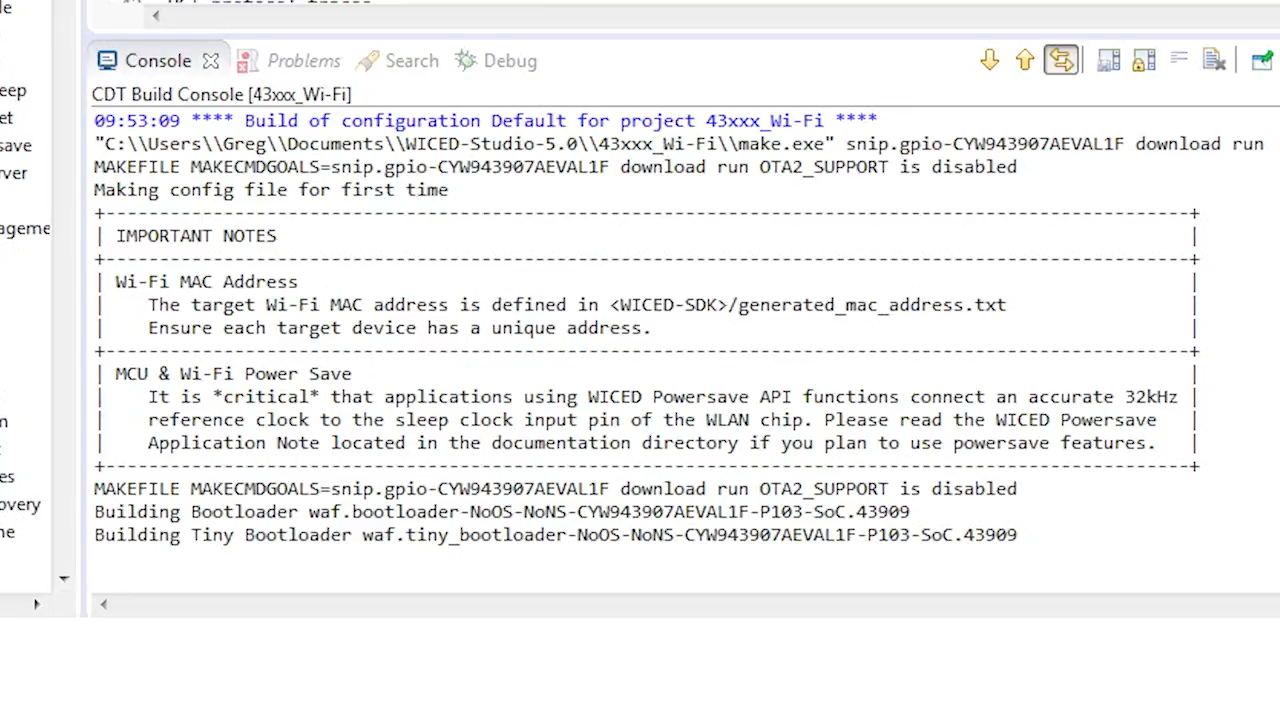 Console
Problems
Search
Debug
CDT Build Console [43xxx_Wi-Fi]
09:53:09 **** Build of configuration Default for project 43xxx_Wi-Fi ****
"C:\\Users\\Greg\\Documents\\WICED-Studio-5.0\\43xxx_Wi-Fi\\make.exe" snip.gpio-CYW943907AEVAL1F download run
MAKEFILE MAKECMDGOALS=snip.gpio-CYW943907AEVAL1F download run OTA2_SUPPORT is disabled
Making config file for first time
+-----------------------------------------------------------------------------------------------------+
| IMPORTANT NOTES |
+-----------------------------------------------------------------------------------------------------+
| Wi-Fi MAC Address |
| The target Wi-Fi MAC address is defined in <WICED-SDK>/generated_mac_address.txt |
| Ensure each target device has a unique address. |
+-----------------------------------------------------------------------------------------------------+
| MCU & Wi-Fi Power Save |
| It is *critical* that applications using WICED Powersave API functions connect an accurate 32kHz |
| reference clock to the sleep clock input pin of the WLAN chip. Please read the WICED Powersave |
| Application Note located in the documentation directory if you plan to use powersave features. |
+-----------------------------------------------------------------------------------------------------+
MAKEFILE MAKECMDGOALS=snip.gpio-CYW943907AEVAL1F download run OTA2_SUPPORT is disabled
Building Bootloader waf.bootloader-NoOS-NoNS-CYW943907AEVAL1F-P103-SoC.43909
Building Tiny Bootloader waf.tiny_bootloader-NoOS-NoNS-CYW943907AEVAL1F-P103-SoC.43909